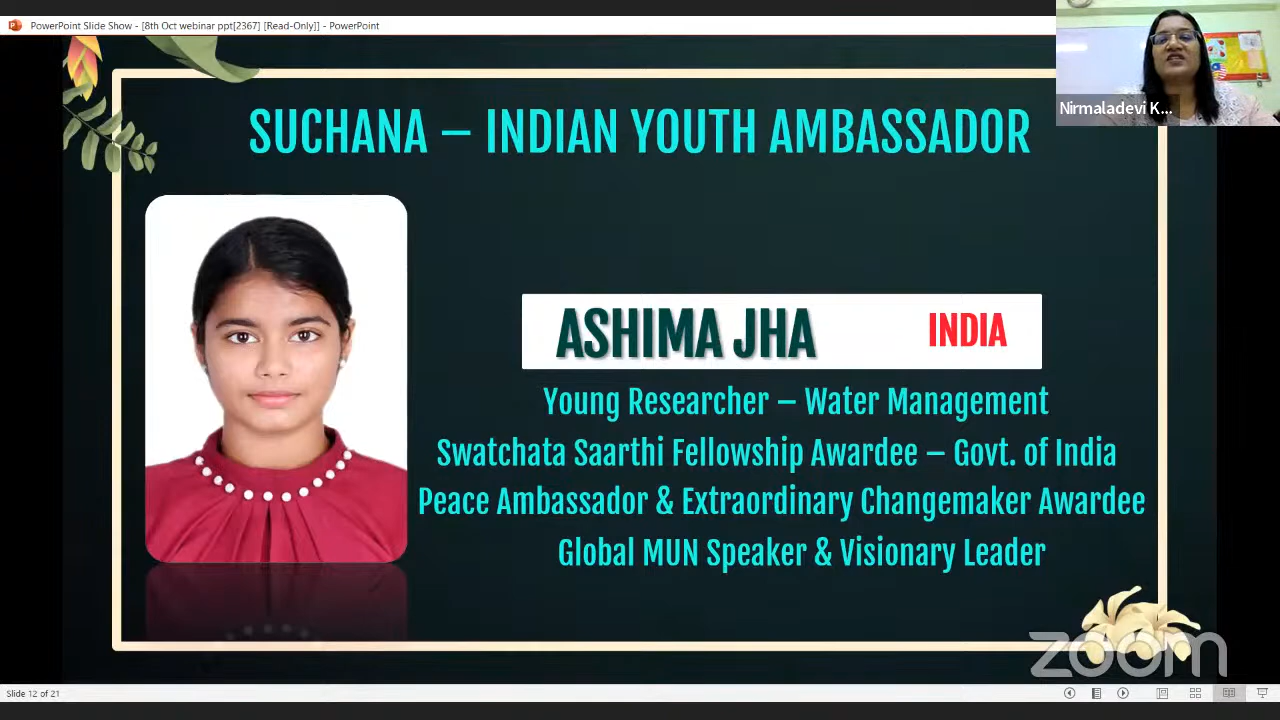 PowerPoint Slide Show - [8th Oct webinar ppt[2367] [Read-Only]] - PowerPoint
Nirmaladevi K...
SUCHANA – INDIAN YOUTH AMBASSADOR
ASHIMA JHA INDIA
Young Researcher – Water Management
Swatchata Saarthi Fellowship Awardee – Govt. of India
Peace Ambassador & Extraordinary Changemaker Awardee
Global MUN Speaker & Visionary Leader
zoom
Slide 12 of 21